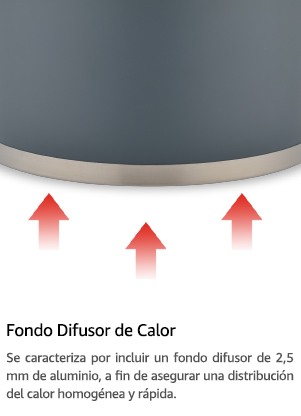 Fondo Difusor de Calor
Se caracteriza por incluir un fondo difusor de 2,5
mm de aluminio, a fin de asegurar una distribución
del calor homogénea y rápida.